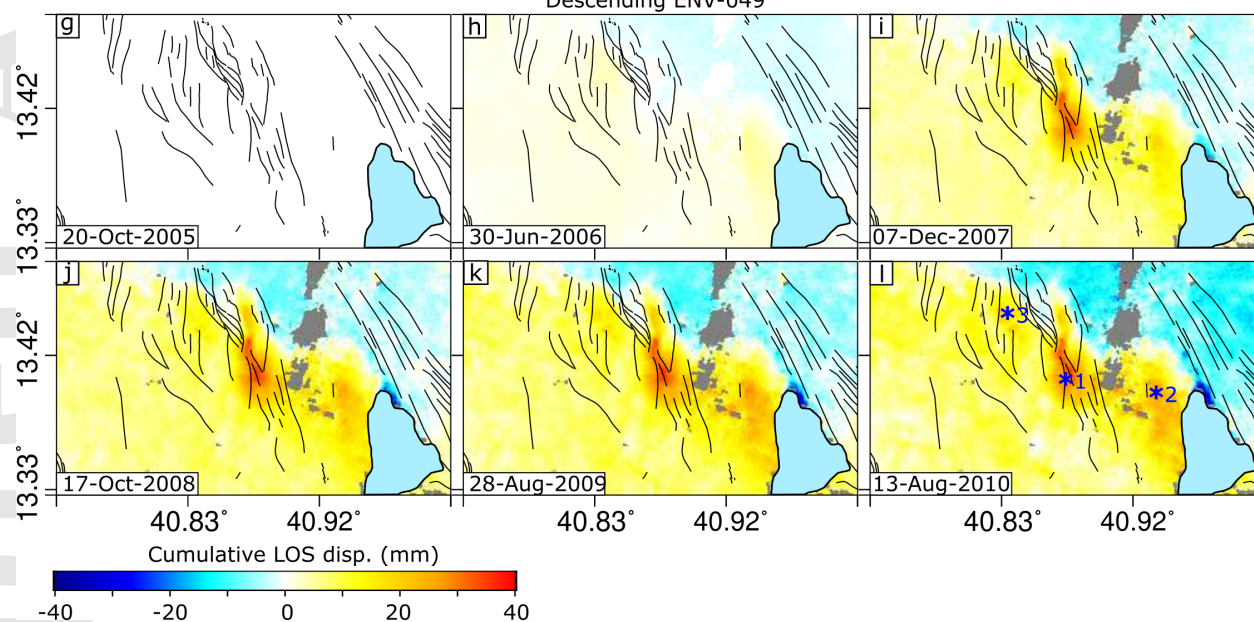 Descending ENV-049
g
h
i
13.42°
13.33°
20-Oct-2005
30-Jun-2006
07-Dec-2007
j
k
l
*3
*1
*2
13.42°
13.33°
17-Oct-2008
28-Aug-2009
13-Aug-2010
40.83° 40.92° 40.83° 40.92° 40.83° 40.92°
Cumulative LOS disp. (mm)
-40 -20 0 20 40